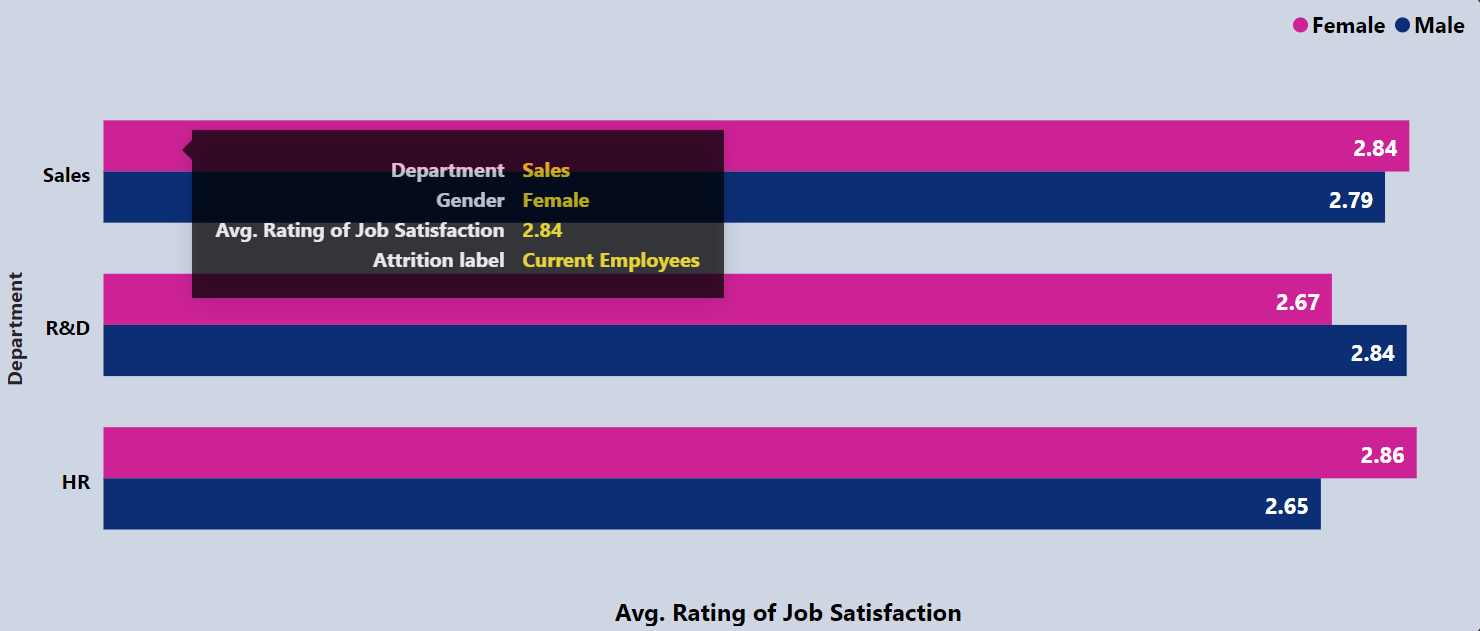 Female Male
2.84
Sales
2.79
Department Sales
Gender Female
Avg. Rating of Job Satisfaction 2.84
Attrition label Current Employees
Department
2.67
R&D
2.84
2.86
HR
2.65
Avg. Rating of Job Satisfaction